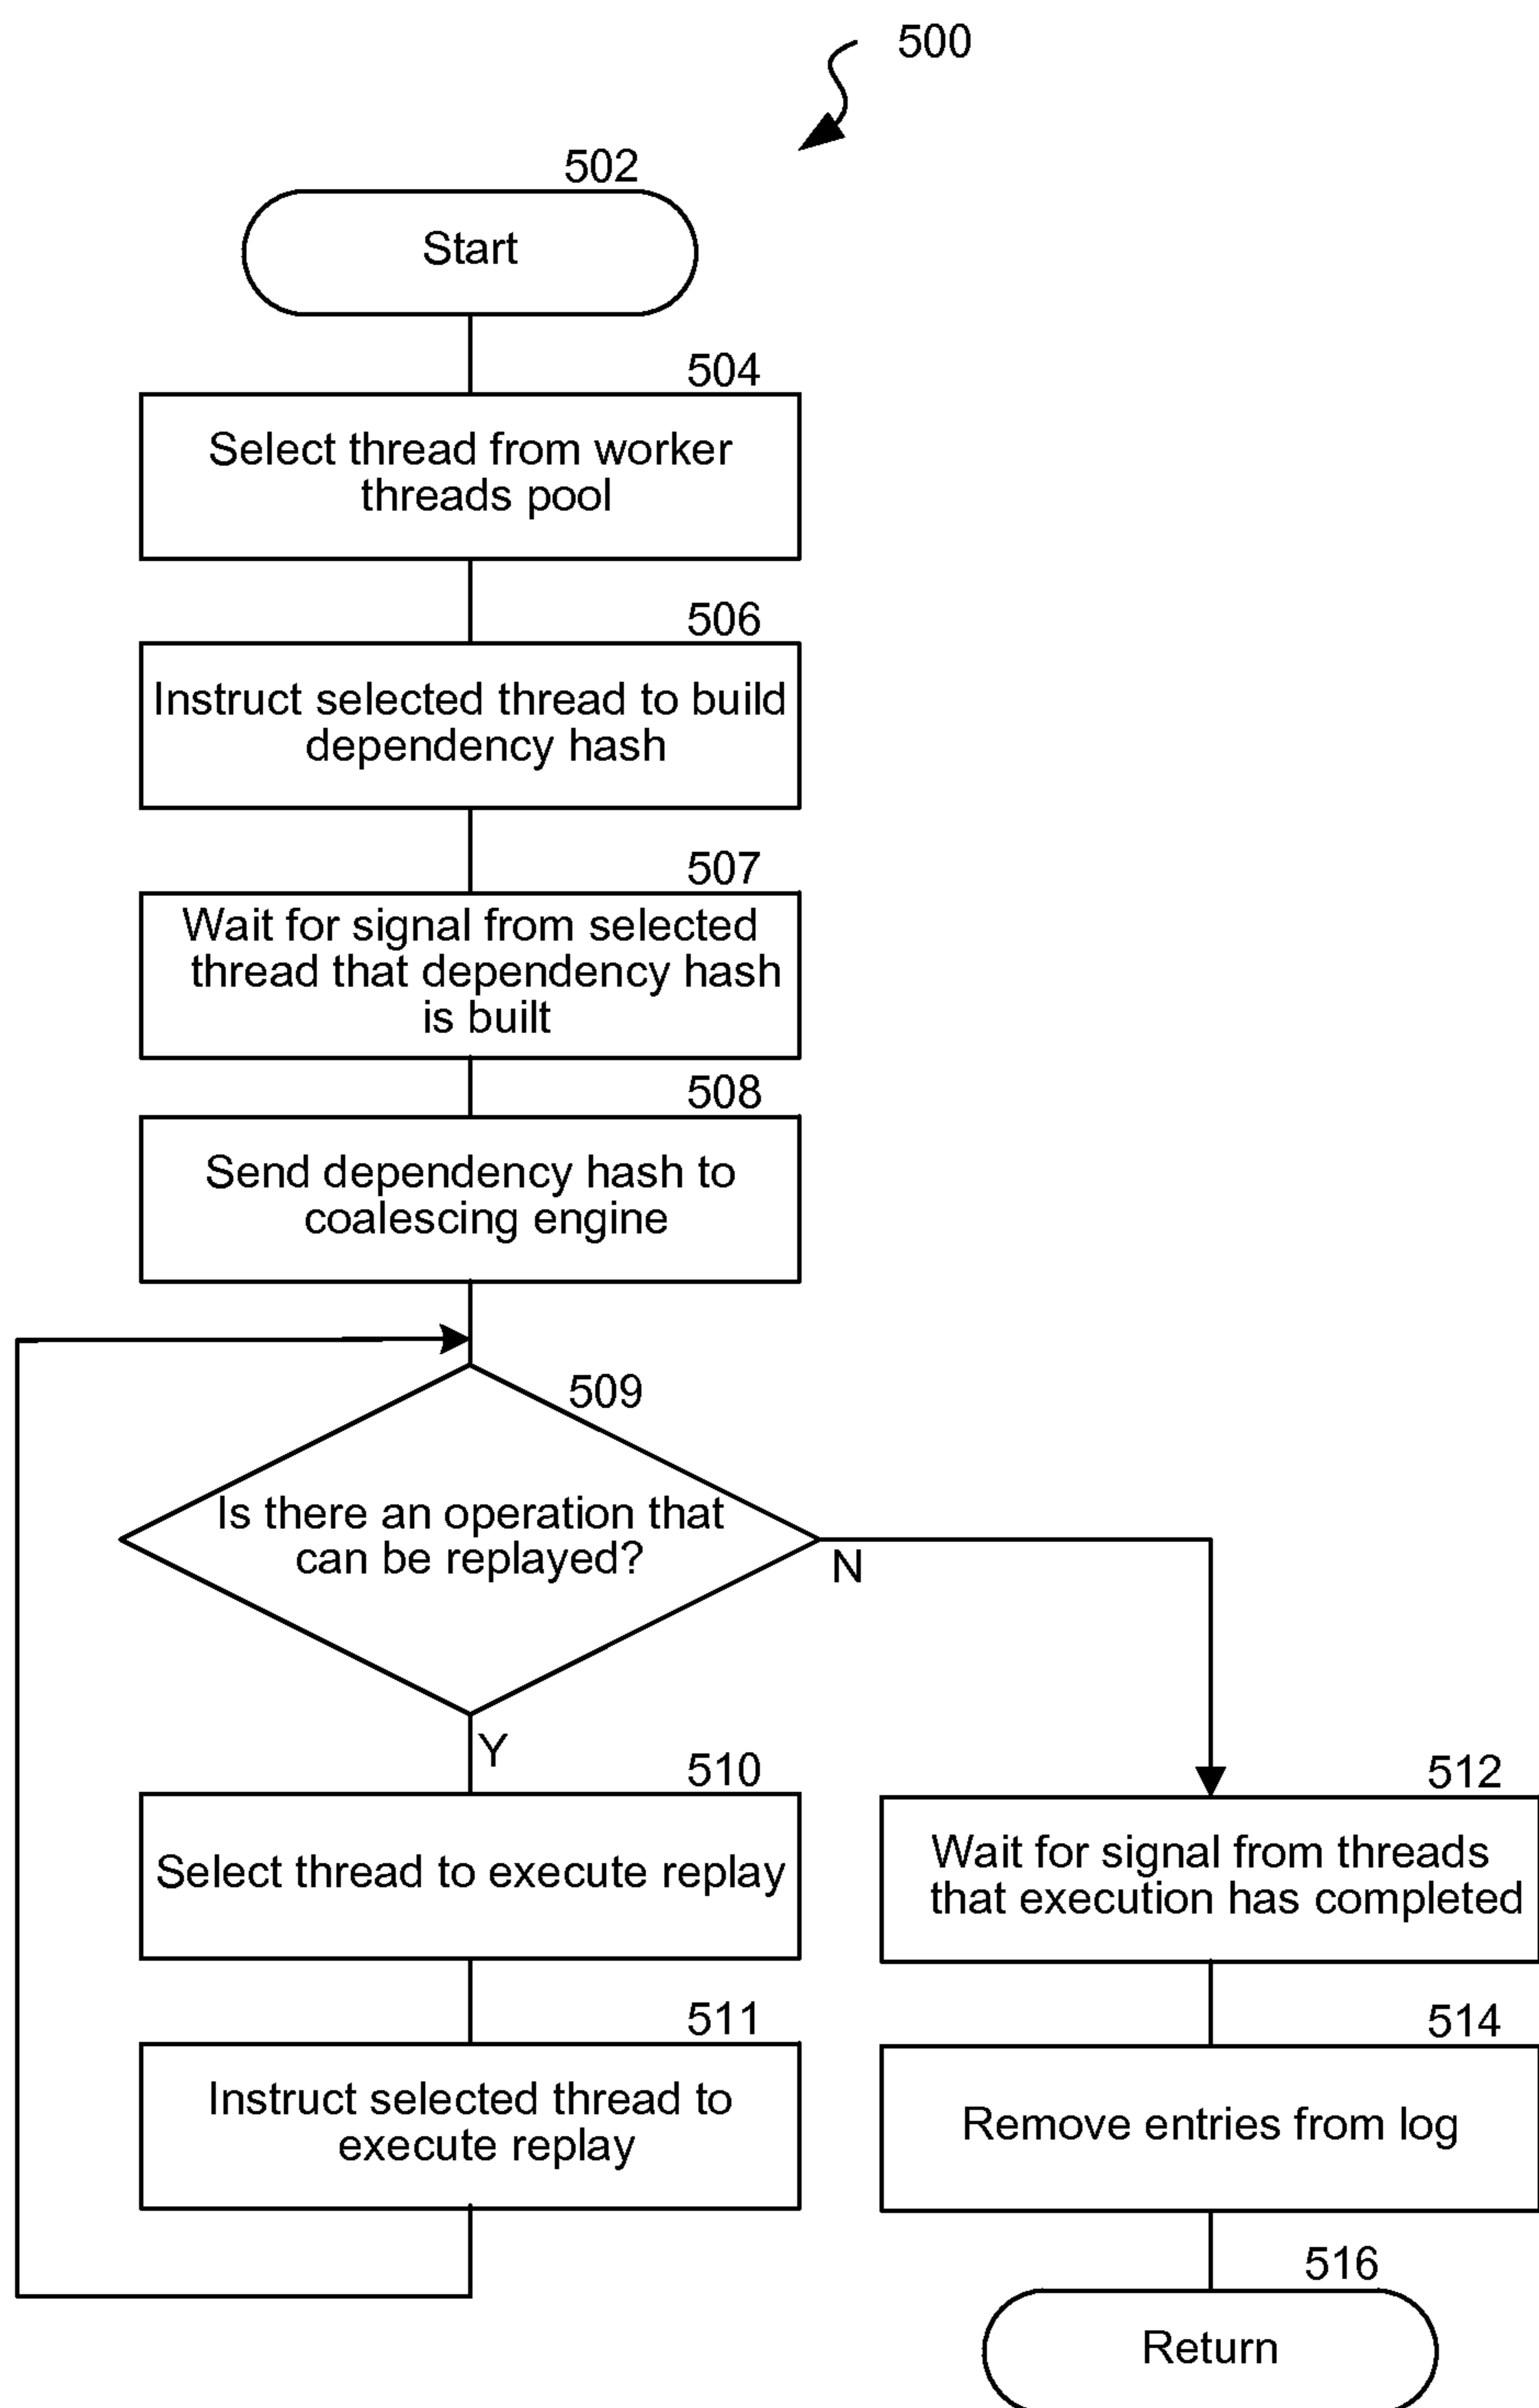 500
502
Start
504
Select thread from worker
threads pool
506
Instruct selected thread to build
dependency hash
507
Wait for signal from selected
thread that dependency hash
is built
508
Send dependency hash to
coalescing engine
509
Is there an operation that
can be replayed?
N
Y
510
Select thread to execute replay
511
Instruct selected thread to
execute replay
512
Wait for signal from threads
that execution has completed
514
Remove entries from log
516
Return